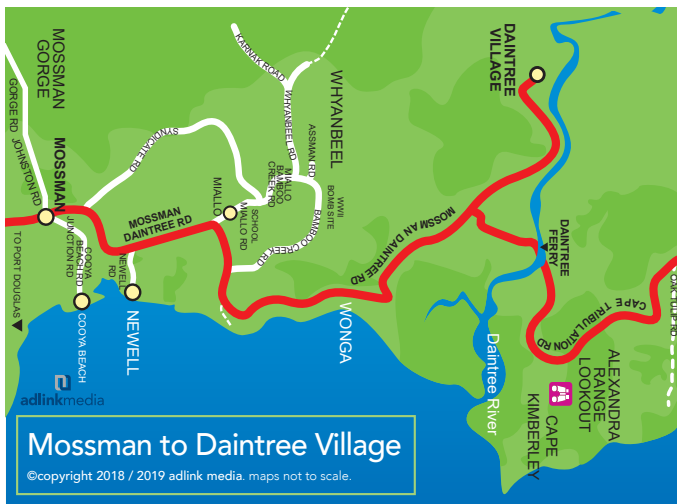 MOSSMAN
GORGE
GORGE RD
JOHNSTON RD
MOSSMAN
TO PORT DOUGLAS
SYNDICATE RD
MOSSMAN
DAINTREE RD
COOYA
BEACH RD
JUNCTION RD
COOYA BEACH
NEWELL
RD
NEWELL
KARNAK ROAD
WHYANBEEL RD
WHYANBEEL
ASSMAN RD
MIALLO
BAMBOO
CREEK RD
WWII
BOMB SITE
BAMBOO CREEK RD
MIALLO
SCHOOL
MIALLO RD
MOSSMAN DAINTREE RD
WONGA
DAINTREE
VILLAGE
DAINTREE
FERRY
Daintree River
CAPE TRIBULATION RD
OAK TULIP RD
ALEXANDRA
RANGE
LOOKOUT
CAPE
KIMBERLEY
adlinkmedia
Mossman to Daintree Village
©copyright 2018 / 2019 adlink media. maps not to scale.